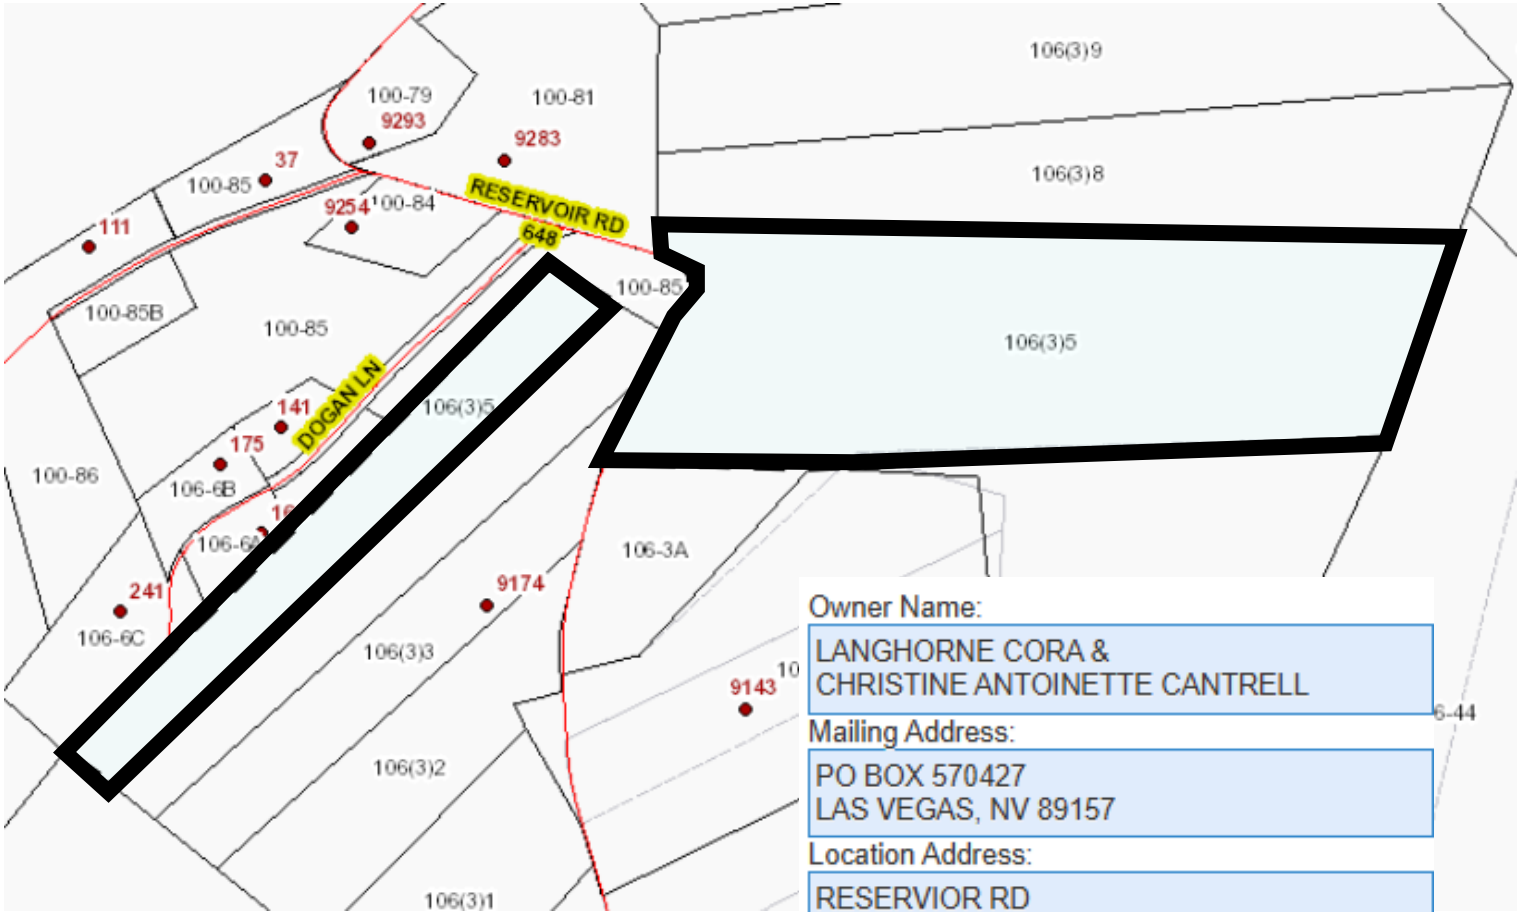 106(3)9
100-79
9293
100-81
9283
37
100-85
106(3)8
9254
100-84
RESERVOIR RD
648
111
100-85
100-85B
100-85
106(3)5
DOGAN LN
141
106(3)5
175
100-86
106-6B
16
106-6A
106-3A
9174
241
106-6C
106(3)3
10
9143
106(3)2
106(3)1
6-44
Owner Name:
LANGHORNE CORA &
CHRISTINE ANTOINETTE CANTRELL
Mailing Address:
PO BOX 570427
LAS VEGAS, NV 89157
Location Address:
RESERVIOR RD